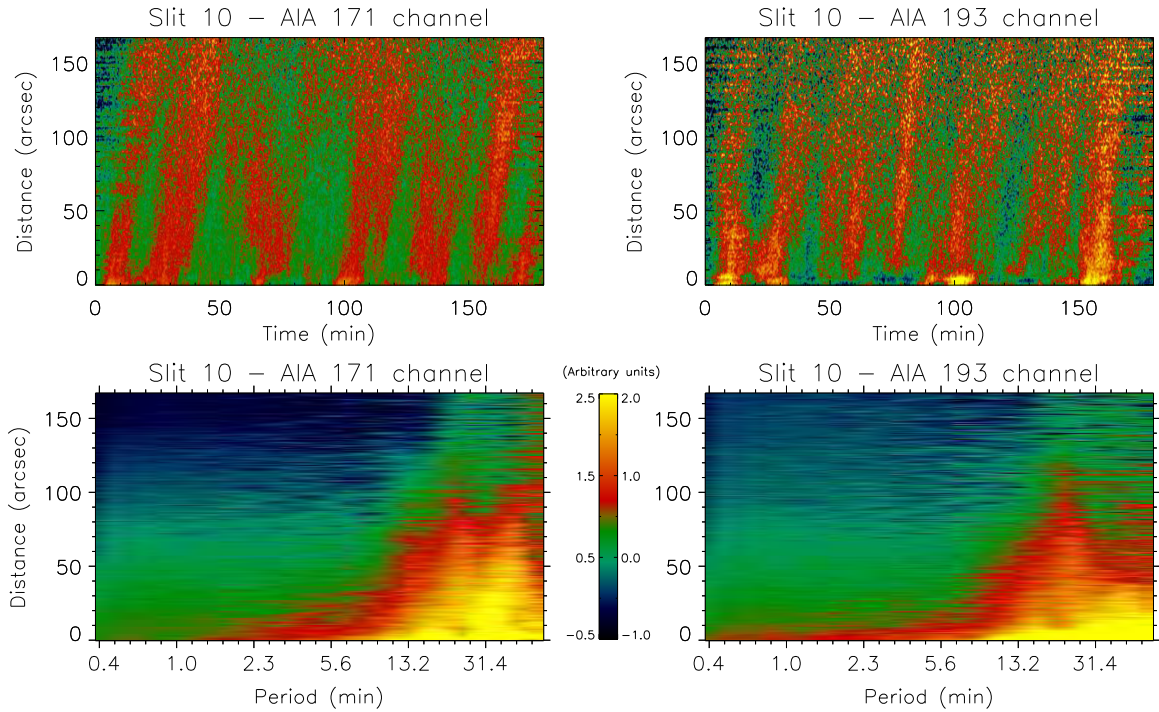 Slit 10 – AIA 171 channel
Slit 10 – AIA 193 channel
Distance (arcsec)
150
100
50
0
0 50 100 150
Time (min)
Distance (arcsec)
150
100
50
0
0 50 100 150
Time (min)
Slit 10 – AIA 171 channel
(Arbitrary units)
Slit 10 – AIA 193 channel
Distance (arcsec)
150
100
50
0
0.4 1.0 2.3 5.6 13.2 31.4
Period (min)
2.5 2.0
1.5 1.0
0.5 0.0
−0.5 −1.0
Distance (arcsec)
150
100
50
0
0.4 1.0 2.3 5.6 13.2 31.4
Period (min)